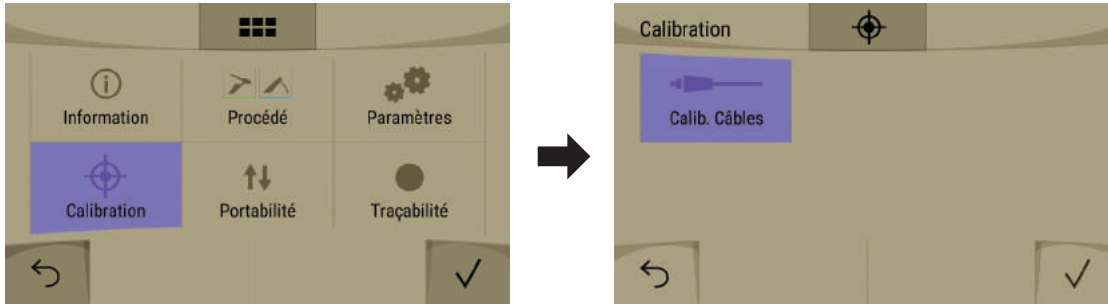 Information
Procédé
Paramètres
Calibration
Portabilité
Traçabilité
Calibration
Calib. Câbles